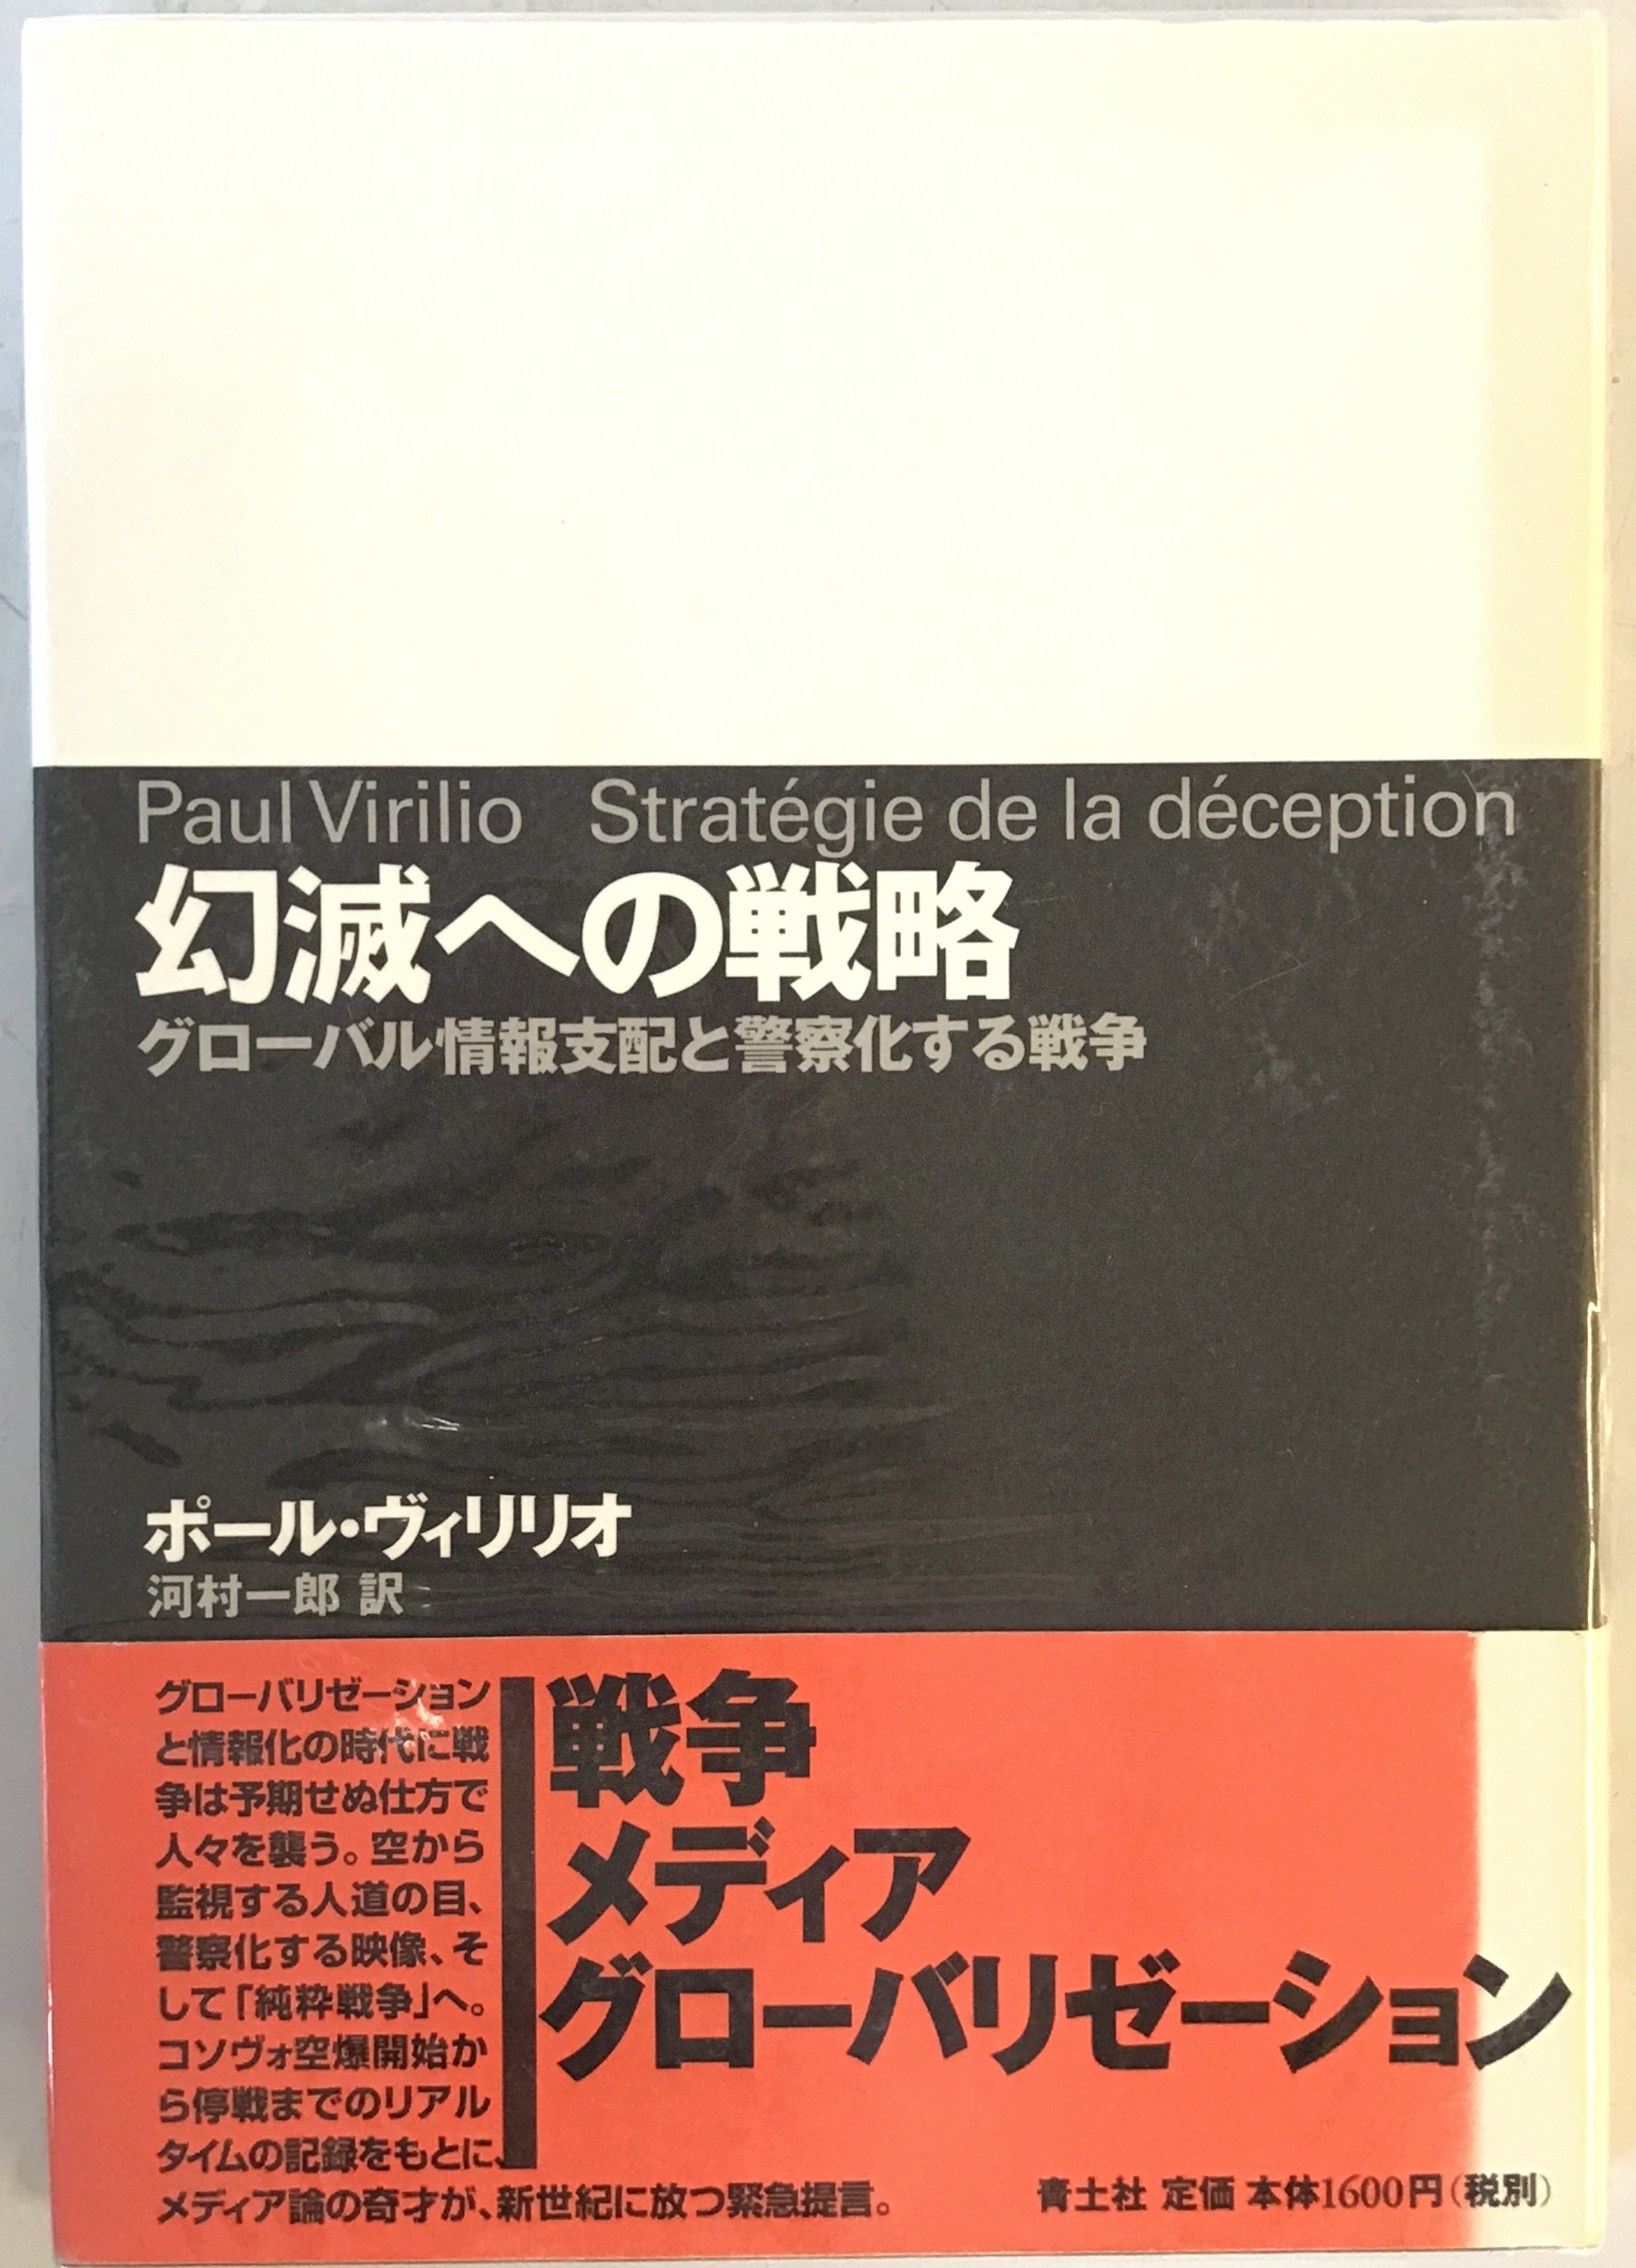 Paul Virilio Stratégie de la déception
幻滅への戦略
グローバル情報支配と警察化する戦争
ポール・ヴィリリオ
河村一郎 訳
グローバリゼーション
と情報化の時代に戦
争は予期せぬ仕方で
人々を襲う。空から
監視する人道の目、
警察化する映像、そ
して「純粋戦争」へ。
コソヴォ空爆開始か
ら停戦までのリアル
タイムの記録をもとに、
メディア論の奇才が、新世紀に放つ緊急提言。
戦争
メディア
グローバリゼーション
青土社 定価 本体1600円(税別)